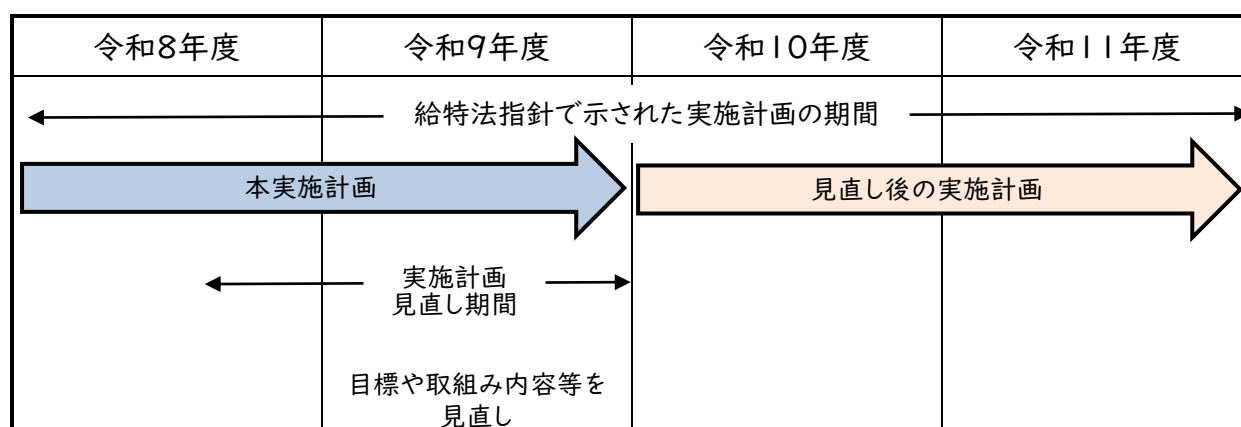 令和8年度
令和9年度
令和10年度
令和11年度
給特法指針で示された実施計画の期間
本実施計画
見直し後の実施計画
実施計画
見直し期間
目標や取組み内容等を
見直し